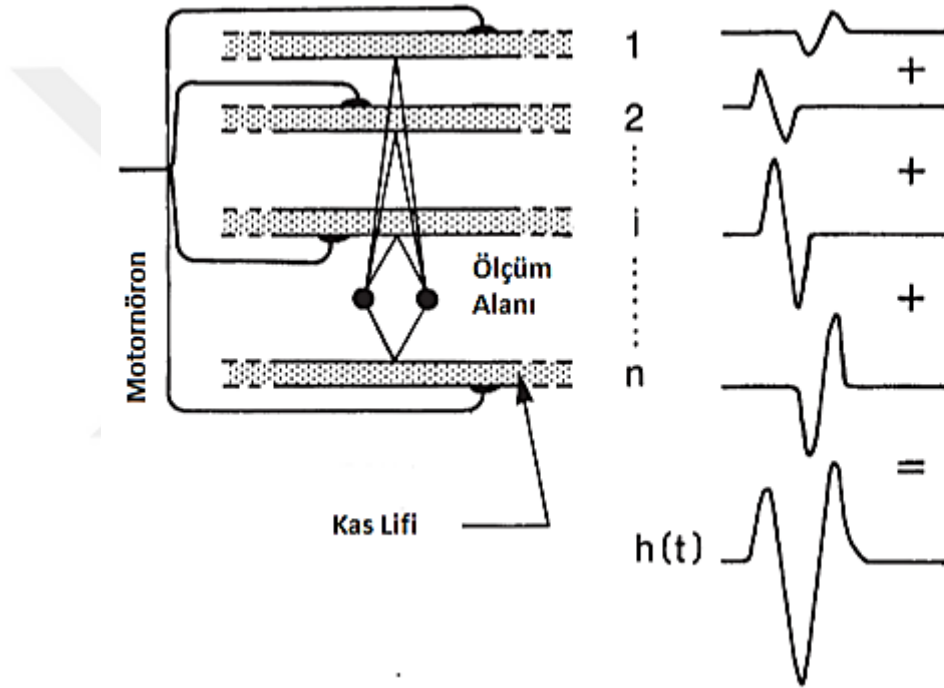 1
+
2
+
i
Ölçüm
Alanı
+
n
=
Motornöron
Kas Lifi
h(t)